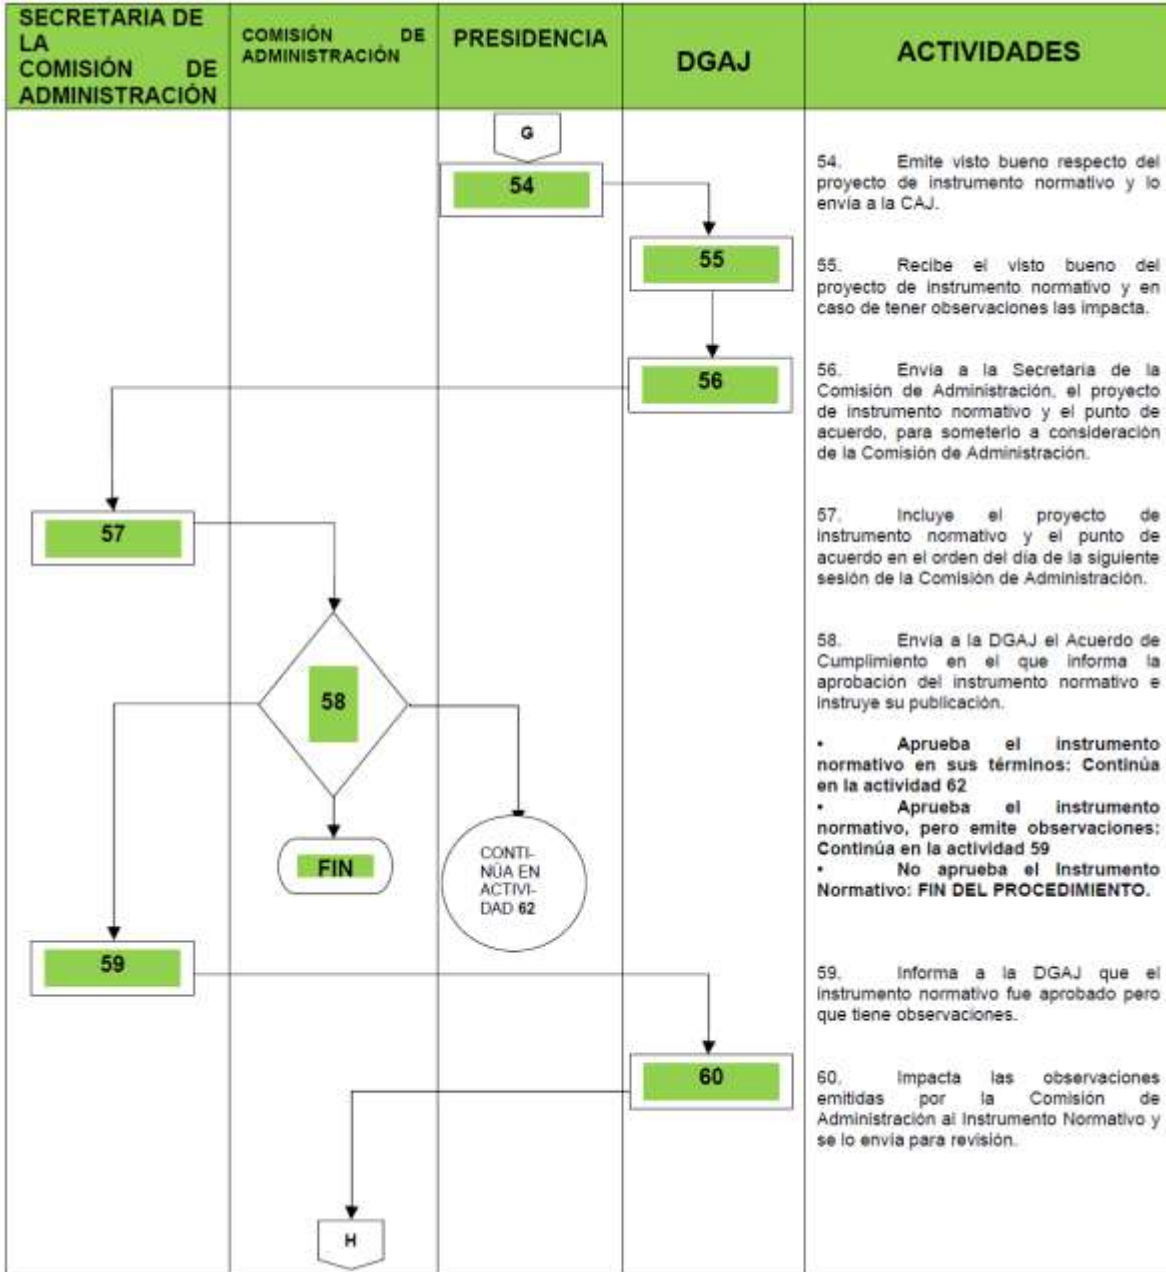 SECRETARIA DE
LA
COMISIÓN DE
ADMINISTRACIÓN
COMISIÓN DE
ADMINISTRACIÓN
PRESIDENCIA
DGAJ
ACTIVIDADES
G
54
55
56
57
58
FIN
CONTI-
NÚA EN
ACTIVI-
DAD 62
59
60
H
54. Emite visto bueno respecto del
proyecto de instrumento normativo y lo
envía a la CAJ.
55. Recibe el visto bueno del
proyecto de instrumento normativo y en
caso de tener observaciones las impacta.
56. Envía a la Secretaría de la
Comisión de Administración, el proyecto
de instrumento normativo y el punto de
acuerdo, para someterlo a consideración
de la Comisión de Administración.
57. Incluye el proyecto de
instrumento normativo y el punto de
acuerdo en el orden del día de la siguiente
sesión de la Comisión de Administración.
58. Envía a la DGAJ el Acuerdo de
Cumplimiento en el que informa la
aprobación del instrumento normativo e
instruye su publicación.
• Aprueba el instrumento
normativo en sus términos: Continúa
en la actividad 62
• Aprueba el instrumento
normativo, pero emite observaciones:
Continúa en la actividad 59
• No aprueba el Instrumento
Normativo: FIN DEL PROCEDIMIENTO.
59. Informa a la DGAJ que el
instrumento normativo fue aprobado pero
que tiene observaciones.
60. Impacta las observaciones
emitidas por la Comisión de
Administración al Instrumento Normativo y
se lo envía para revisión.